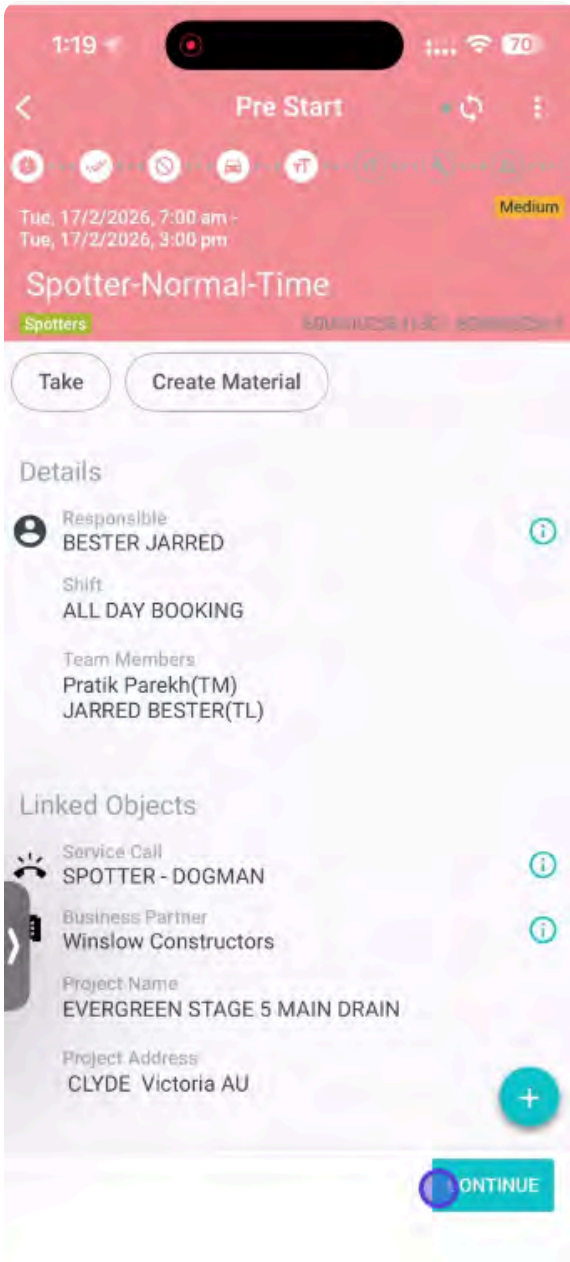 1:19
70
Pre Start
Medium
Tue, 17/2/2026, 7:00 am -
Tue, 17/2/2026, 3:00 pm
Spotter-Normal-Time
Spotters
Take
Create Material
Details
Responsible
BESTER JARRED
Shift
ALL DAY BOOKING
Team Members
Pratik Parekh(TM)
JARRED BESTER(TL)
Linked Objects
Service Call
SPOTTER - DOGMAN
Business Partner
Winslow Constructors
Project Name
EVERGREEN STAGE 5 MAIN DRAIN
Project Address
CLYDE Victoria AU
+
CONTINUE